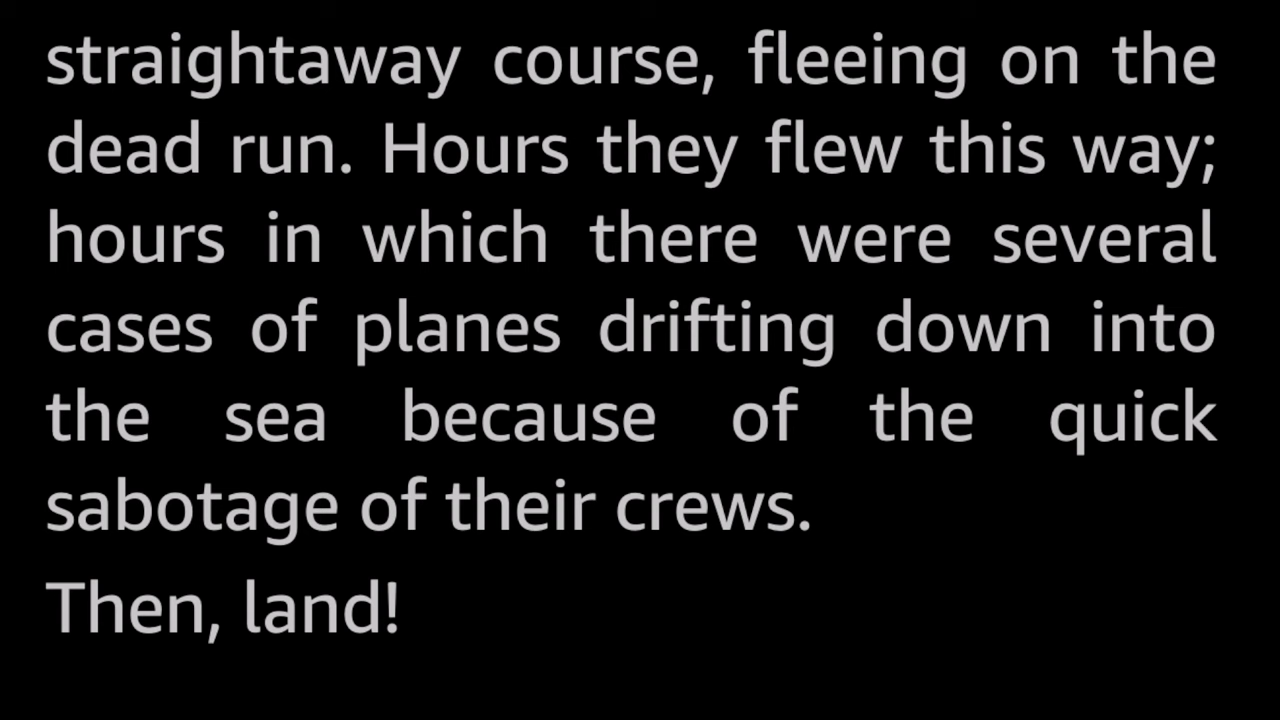 straightaway course, fleeing on the
dead run. Hours they flew this way;
hours in which there were several
cases of planes drifting down into
the sea because of the quick
sabotage of their crews.
Then, land!